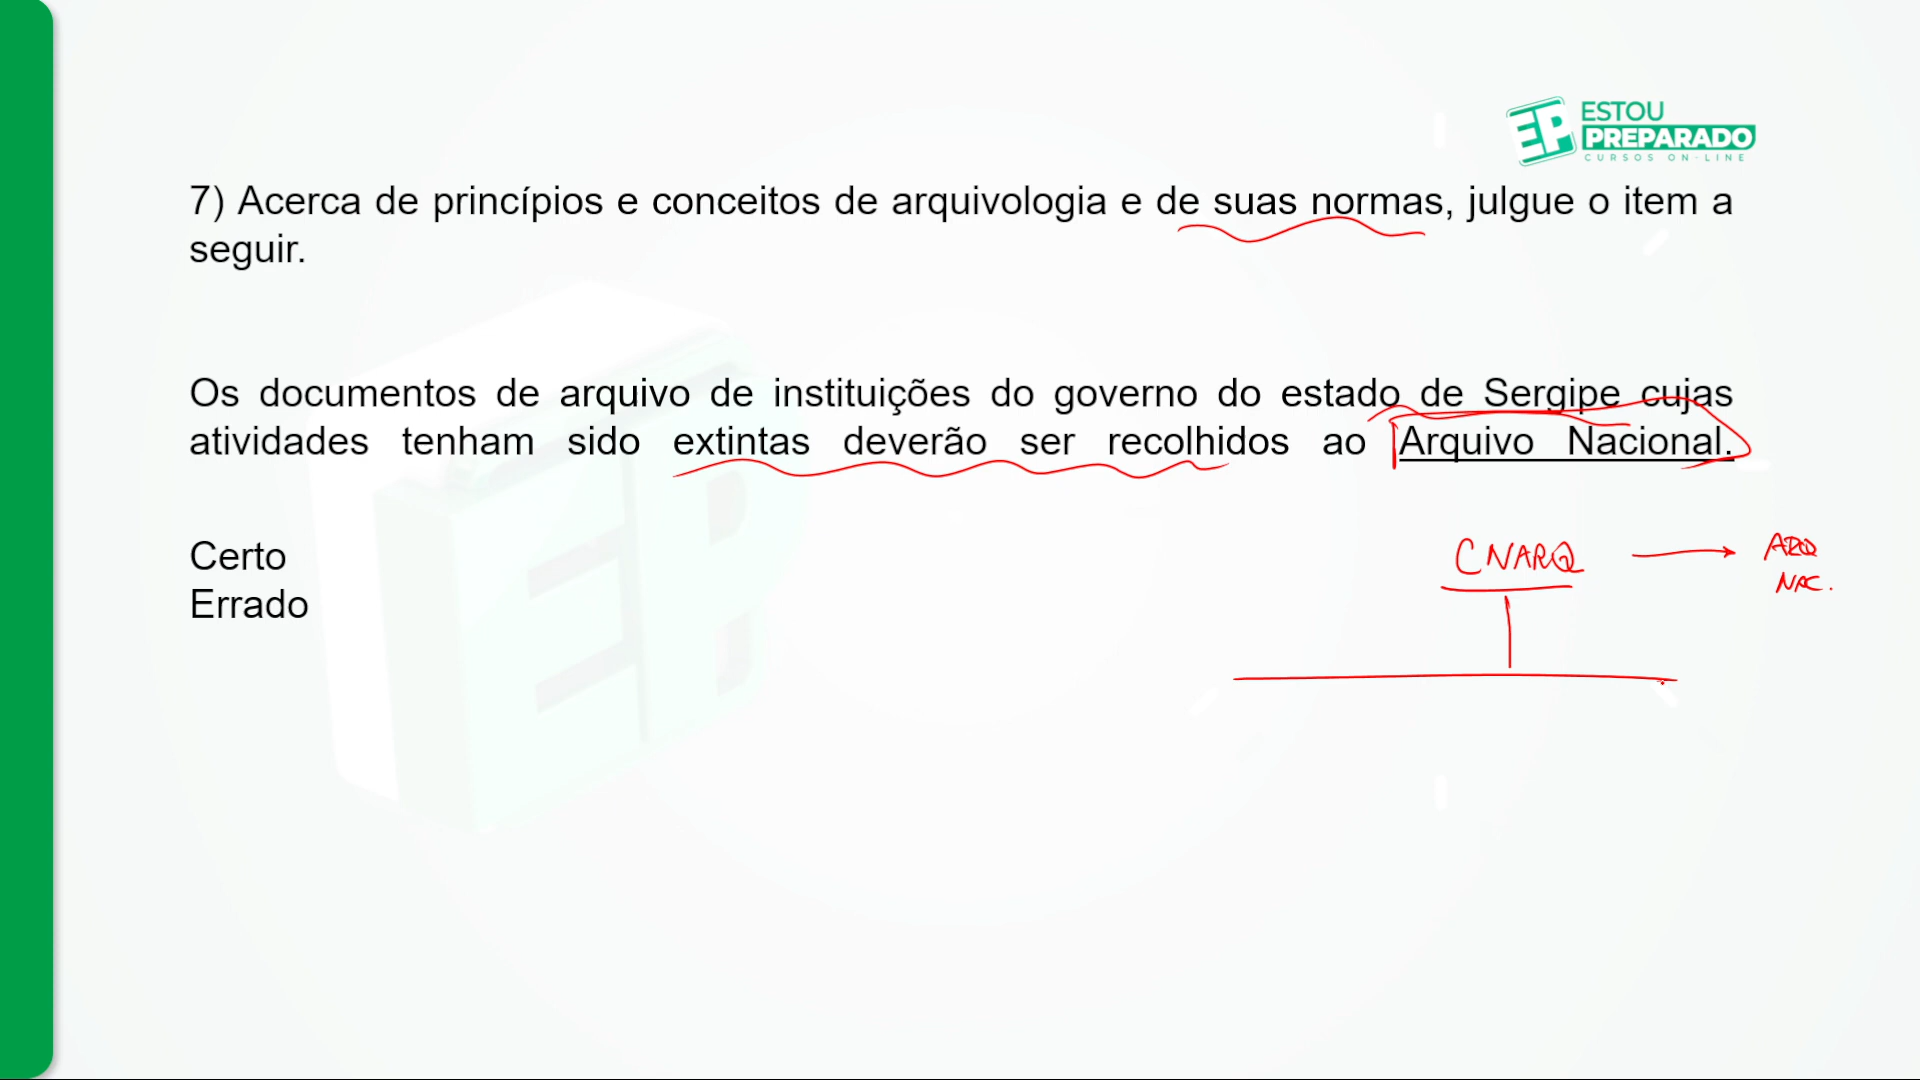 ESTOU
EP PREPARADO
CURSOS ON-LINE
7) Acerca de princípios e conceitos de arquivologia e de suas normas, julgue o item a
seguir.
Os documentos de arquivo de instituições do governo do estado de Sergipe cujas
atividades tenham sido extintas deverão ser recolhidos ao Arquivo Nacional.
Certo
Errado
CNARQ
ARQ
NAC.
EP